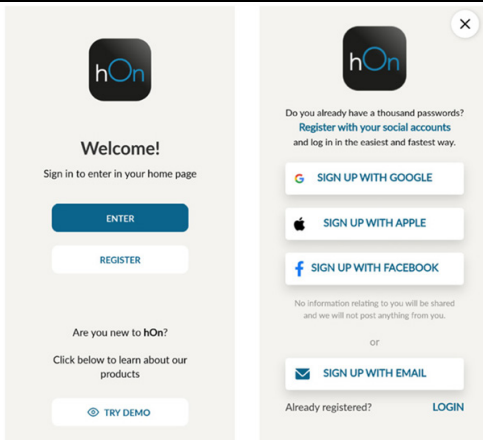 hOn
Welcome!
Sign in to enter in your home page
ENTER
REGISTER
Are you new to hOn?
Click below to learn about our
products
TRY DEMO
hOn
Do you already have a thousand passwords?
Register with your social accounts
and log in in the easiest and fastest way.
SIGN UP WITH GOOGLE
SIGN UP WITH APPLE
SIGN UP WITH FACEBOOK
No information relating to you will be shared
and we will not post anything from you.
or
SIGN UP WITH EMAIL
Already registered? LOGIN